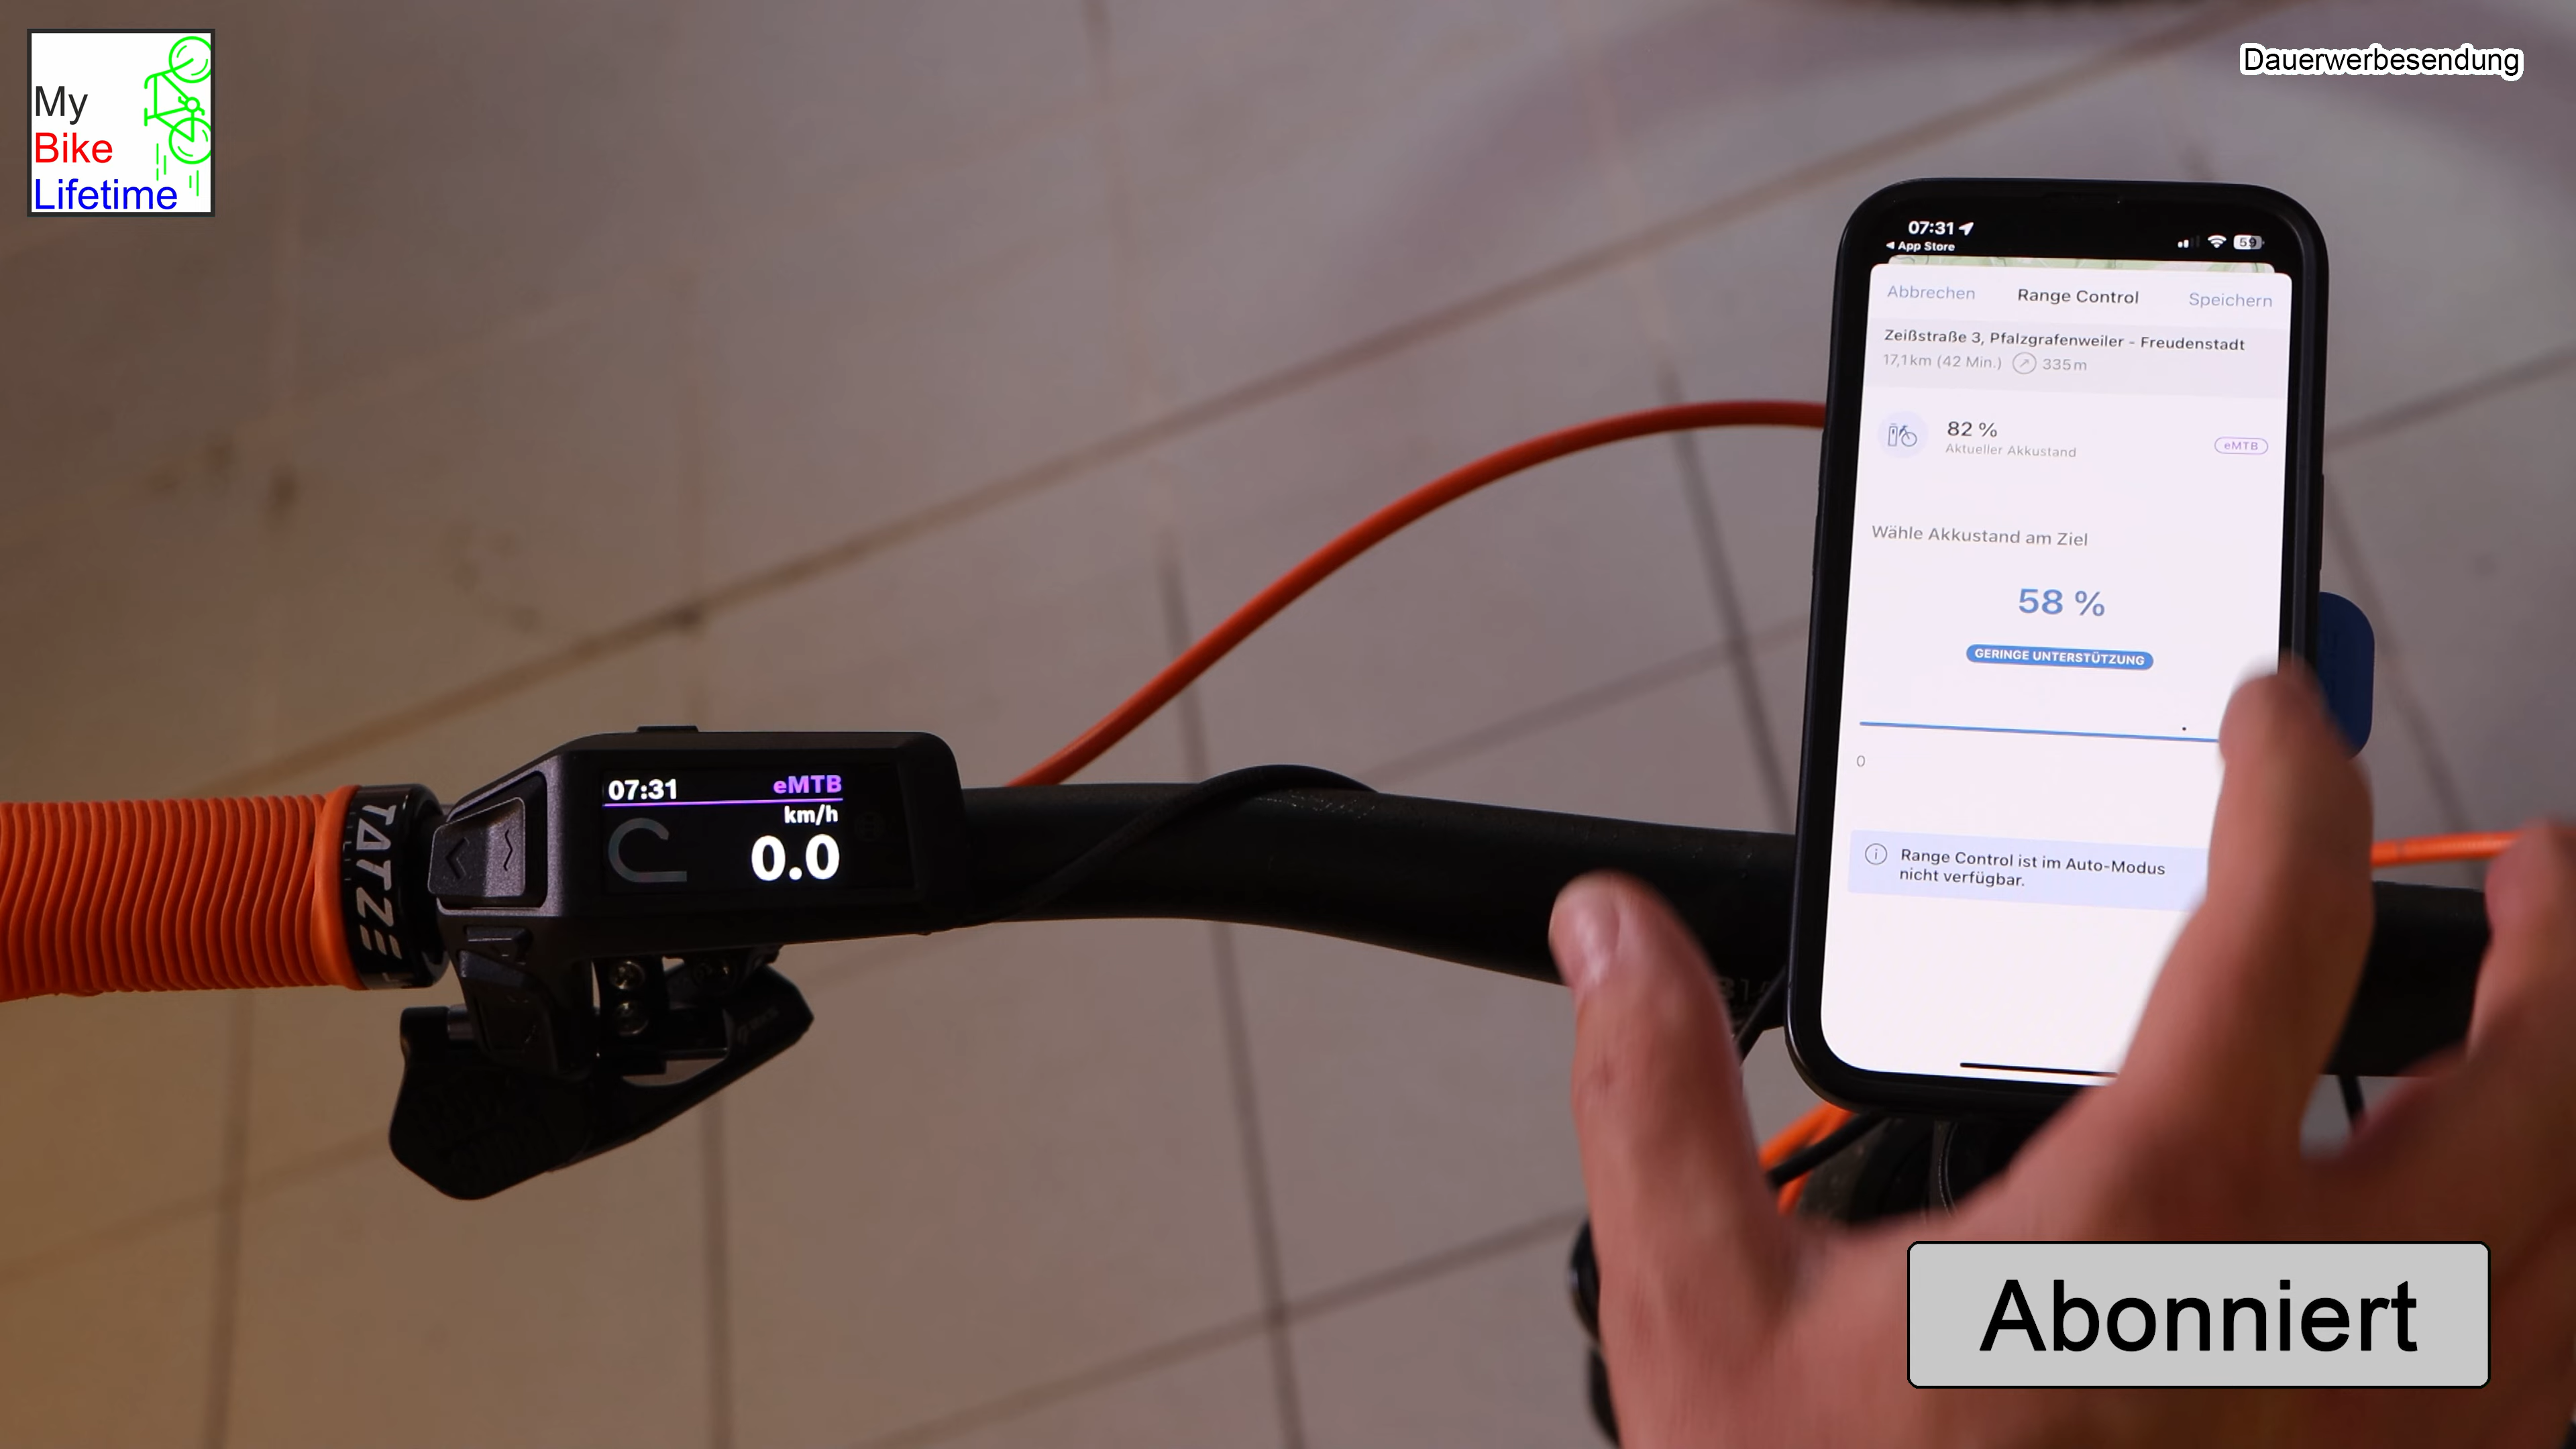 My
Bike
Lifetime
Dauerwerbesendung
07:31
App Store
59
Abbrechen Range Control Speichern
Zeißstraße 3, Pfalzgrafenweiler - Freudenstadt
17,1 km (42 Min.) 335 m
82 %
Aktueller Akkustand
eMTB
Wähle Akkustand am Ziel
58 %
GERINGE UNTERSTÜTZUNG
0
Range Control ist im Auto-Modus
nicht verfügbar.
07:31 eMTB
km/h
0.0
TATZE
Abonniert